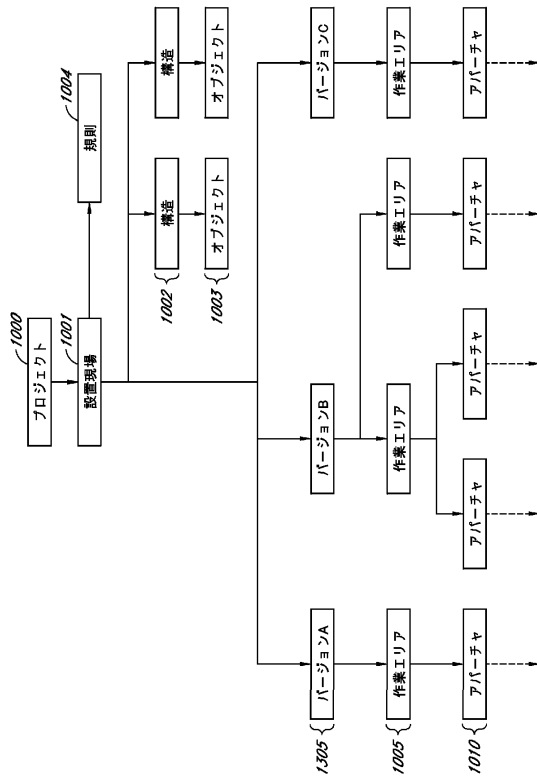 1000
プロジェクト
1001
設置現場
1004
規則
1002
構造
構造
1003
オブジェクト
オブジェクト
1305
バージョンA
バージョンB
バージョンC
1005
作業エリア
作業エリア
作業エリア
作業エリア
1010
アパーチャ
アパーチャ
アパーチャ
アパーチャ
アパーチャ